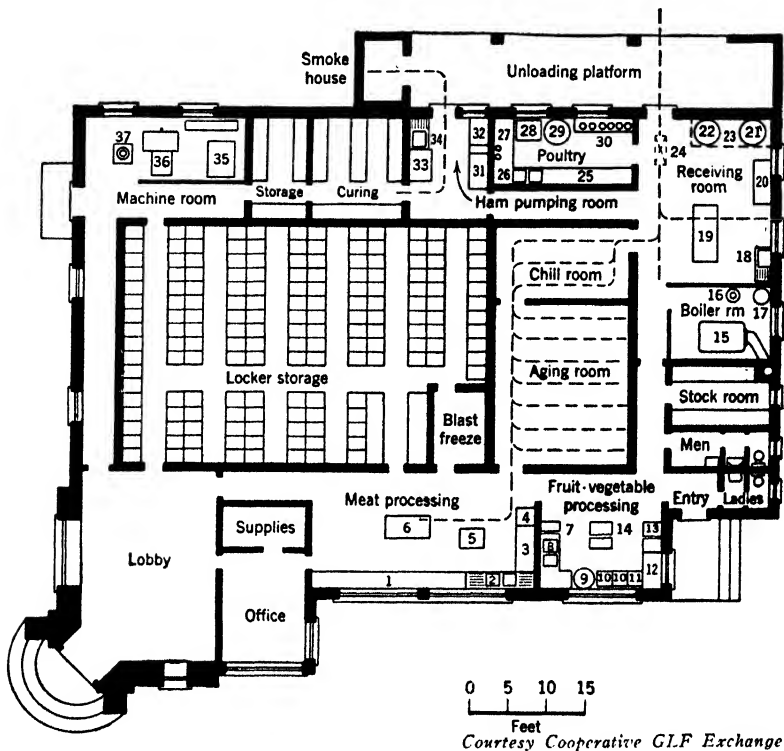 Smoke
house
Unloading platform
37
36
35
34
33
32
31
27
28
29
30
26
25
Poultry
24
22
23
21
Receiving
room
20
19
18
Machine room
Storage
Curing
Ham pumping room
Chill room
16
17
Boiler rm
15
Locker storage
Aging room
Stock room
Blast
freeze
Men
Meat processing
Fruit-vegetable
processing
Entry
Ladies
Supplies
6
5
4
3
7
8
14
13
12
Lobby
1
2
9
10
10
11
Office
0 5 10 15
Feet
Courtesy Cooperative GLF Exchange